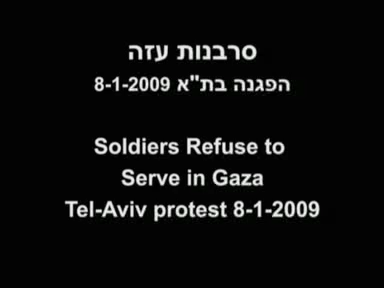 סרבנות עזה
הפגנה בת"א 8-1-2009
Soldiers Refuse to
Serve in Gaza
Tel-Aviv protest 8-1-2009